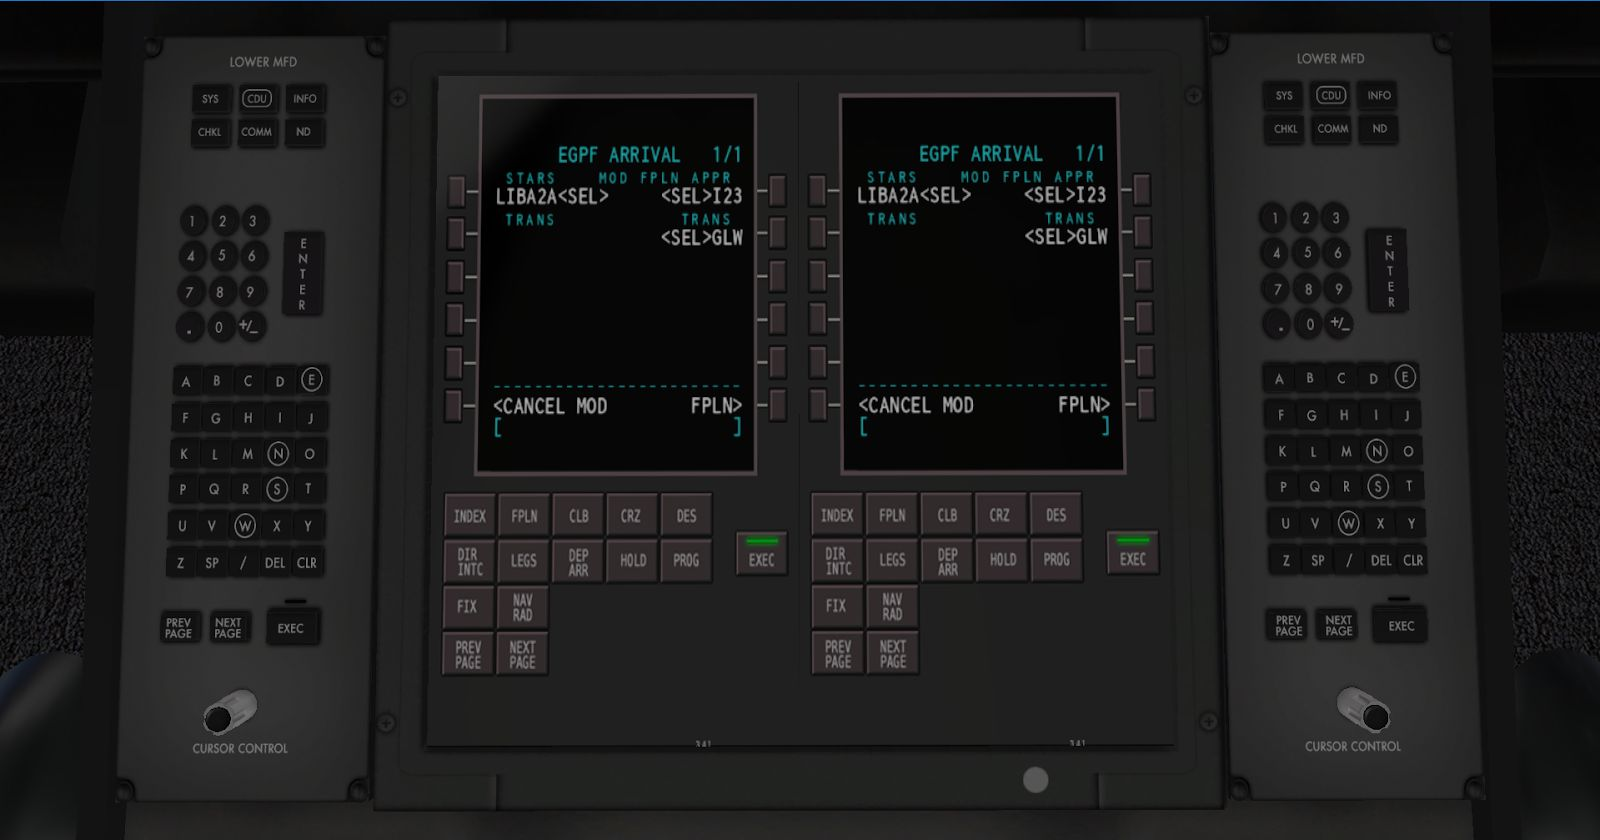 LOWER MFD
SYS CDU INFO
CHKL COMM ND
1 2 3
4 5 6
7 8 9
. 0 +/_
ENTER
A B C D E
F G H I J
K L M N O
P Q R S T
U V W X Y
Z SP / DEL CLR
PREV PAGE NEXT PAGE EXEC
CURSOR CONTROL
EGPF ARRIVAL 1/1
STARS MOD FPLN APPR
LIBA2A<SEL> <SEL>I23
TRANS TRANS
<SEL>GLW
--------------------------------
<CANCEL MOD FPLN>
[ ]
INDEX FPLN CLB CRZ DES
DIR INTC LEGS DEP ARR HOLD PROG EXEC
FIX NAV RAD
PREV PAGE NEXT PAGE
EGPF ARRIVAL 1/1
STARS MOD FPLN APPR
LIBA2A<SEL> <SEL>I23
TRANS TRANS
<SEL>GLW
--------------------------------
<CANCEL MOD FPLN>
[ ]
INDEX FPLN CLB CRZ DES
DIR INTC LEGS DEP ARR HOLD PROG EXEC
FIX NAV RAD
PREV PAGE NEXT PAGE
LOWER MFD
SYS CDU INFO
CHKL COMM ND
1 2 3
4 5 6
7 8 9
. 0 +/_
ENTER
A B C D E
F G H I J
K L M N O
P Q R S T
U V W X Y
Z SP / DEL CLR
PREV PAGE NEXT PAGE EXEC
CURSOR CONTROL